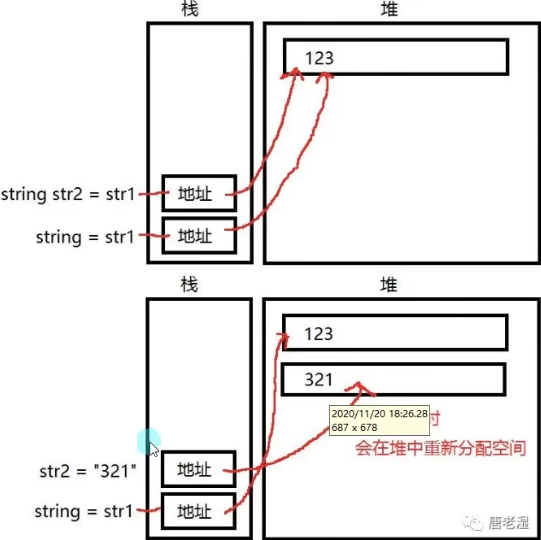 栈
堆
123
string str2 = str1
地址
string = str1
地址
栈
堆
123
321
2020/11/20 18:26.28
687 x 678
时
会在堆中重新分配空间
str2 = "321"
地址
string = str1
地址
唐老湿